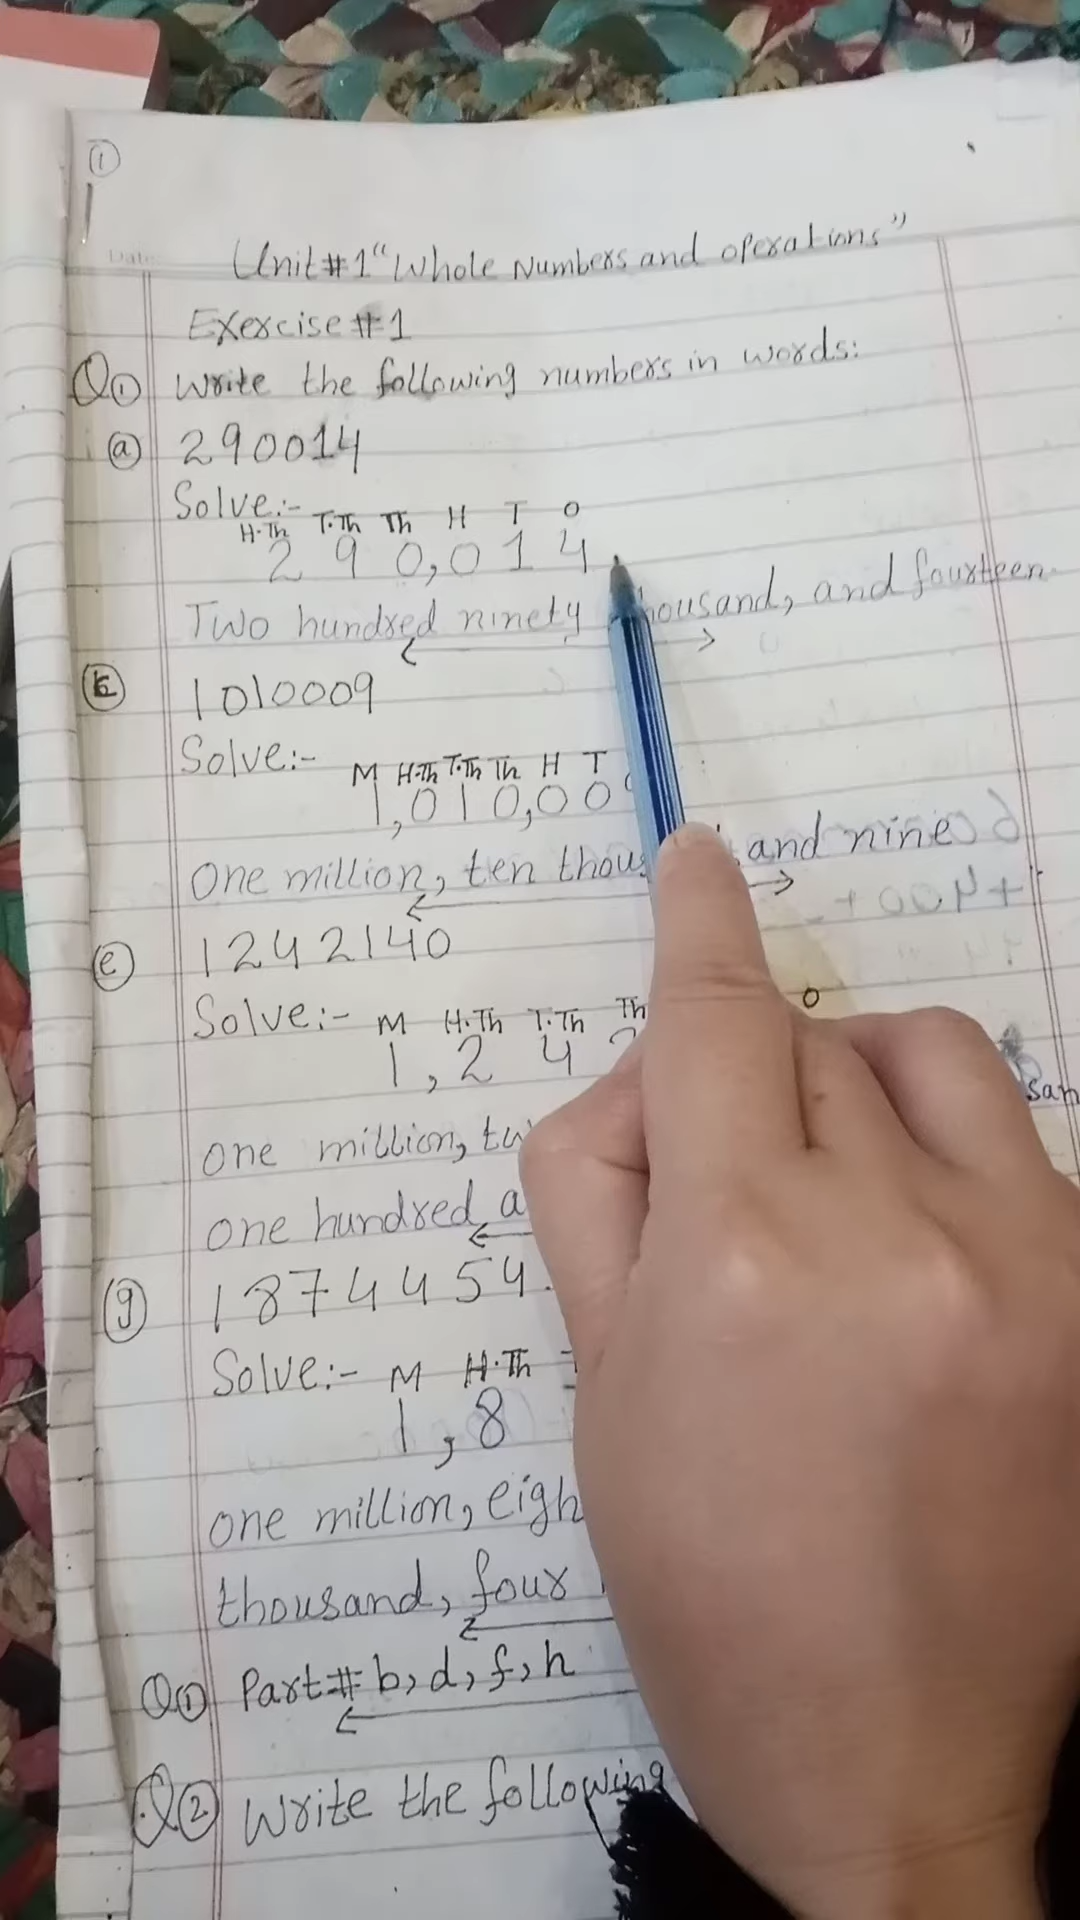 1
Date:
Unit#1 "Whole Numbers and operations"
Exercise #1
Q1 Write the following numbers in words:
a 290014
Solve:-
H.Th T.Th Th H T O
2 9 0,0 1 4
Two hundred ninety thousand, and fourteen.
1010009
Solve:-
M H.Th T.Th Th H T
1,0 1 0,0 0
One million, ten and nine
e 1242140
Solve:- M H.Th T.Th Th O
1, 2 4
one million,
one hundred
g 1874454
Solve:- M H.Th
1, 8
one million,
thousand, four
Q1 Part# b, d, f, h
Q2 Write the following